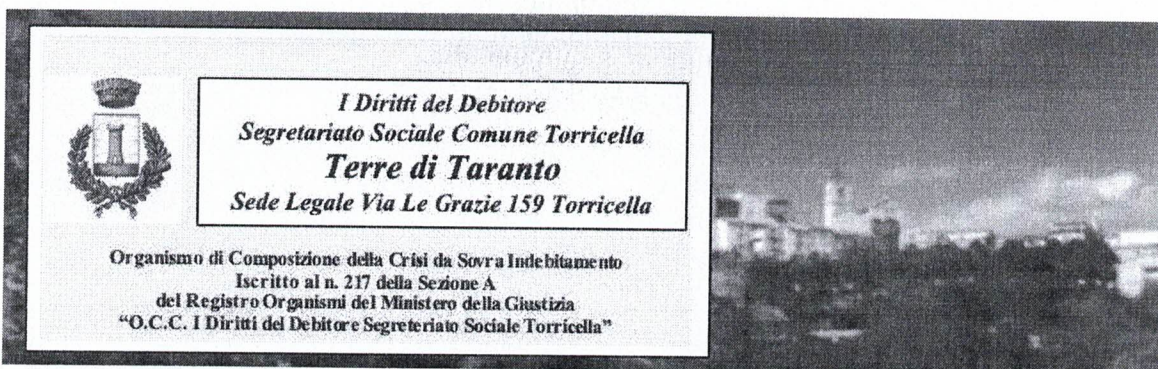 I Diritti del Debitore
Segretariato Sociale Comune Torricella
Terre di Taranto
Sede Legale Via Le Grazie 159 Torricella
Organismo di Composizione della Crisi da Sovra Indebitamento
Iscritto al n. 217 della Sezione A
del Registro Organismi del Ministero della Giustizia
“O.C.C. I Diritti del Debitore Segreteriato Sociale Torricella”